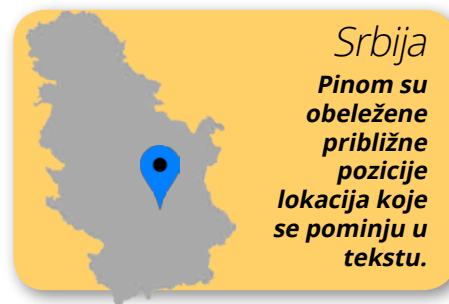 Srbija
Pinom su
obeležene
približne
pozicije
lokacija koje
se pominju u
tekstu.